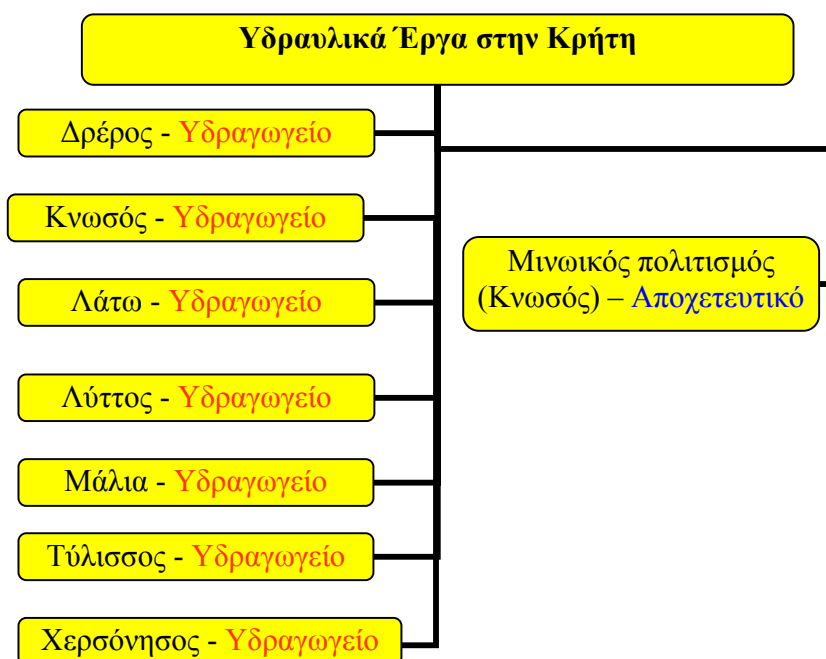 Υδραυλικά Έργα στην Κρήτη
Δρέρος - Υδραγωγείο
Κνωσός - Υδραγωγείο
Λάτω - Υδραγωγείο
Λύττος - Υδραγωγείο
Μάλια - Υδραγωγείο
Τύλισσος - Υδραγωγείο
Χερσόνησος - Υδραγωγείο
Μινωικός πολιτισμός
(Κνωσός) – Αποχετευτικό